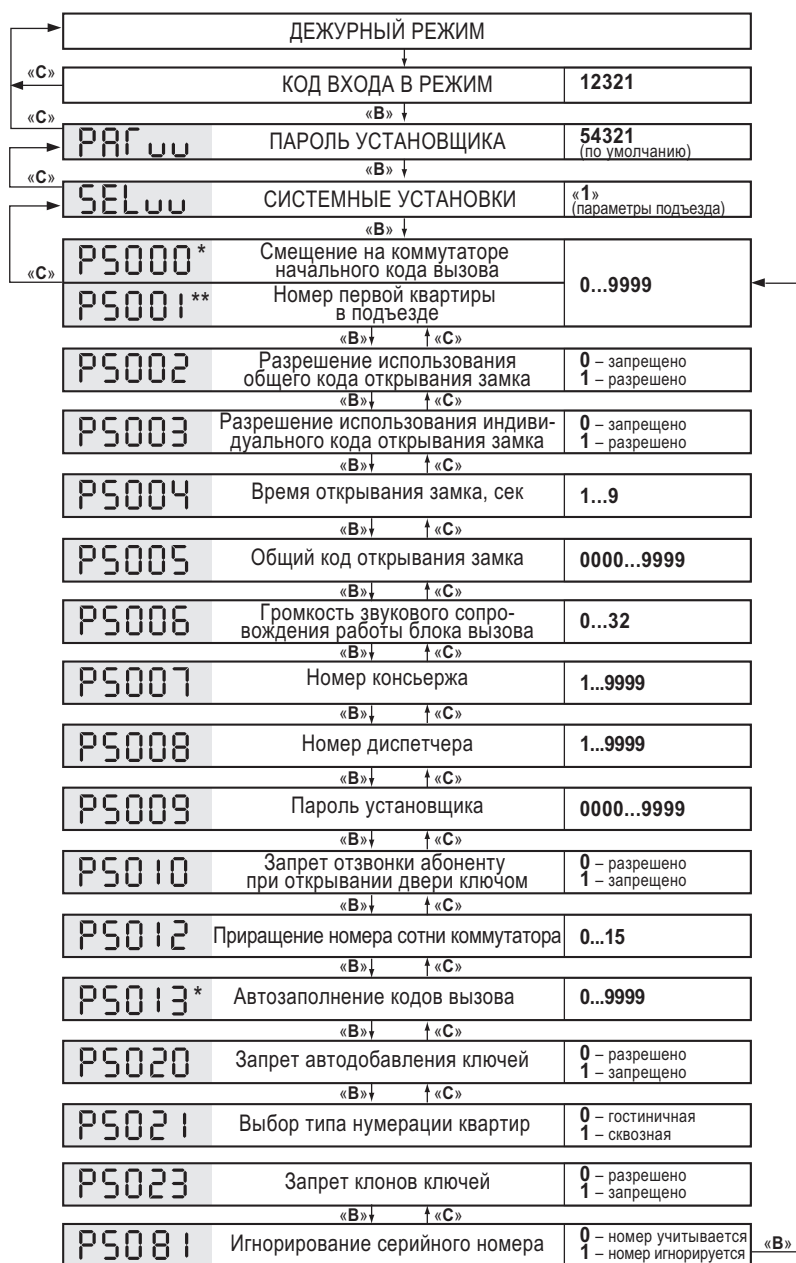 ДЕЖУРНЫЙ РЕЖИМ
«С»
КОД ВХОДА В РЕЖИМ
12321
«В»
«С»
PAГuu
ПАРОЛЬ УСТАНОВЩИКА
54321
(по умолчанию)
«В»
«С»
SELuu
СИСТЕМНЫЕ УСТАНОВКИ
«1»
(параметры подъезда)
«В»
«С»
PS000*
Смещение на коммутаторе
начального кода вызова
PS001**
Номер первой квартиры
в подъезде
0...9999
«В» «С»
PS002
Разрешение использования
общего кода открывания замка
0 – запрещено
1 – разрешено
«В» «С»
PS003
Разрешение использования индиви-
дуального кода открывания замка
0 – запрещено
1 – разрешено
«В» «С»
PS004
Время открывания замка, сек
1...9
«В» «С»
PS005
Общий код открывания замка
0000...9999
«В» «С»
PS006
Громкость звукового сопро-
вождения работы блока вызова
0...32
«В» «С»
PS007
Номер консьержа
1...9999
«В» «С»
PS008
Номер диспетчера
1...9999
«В» «С»
PS009
Пароль установщика
0000...9999
«В» «С»
PS010
Запрет отзвонки абоненту
при открывании двери ключом
0 – разрешено
1 – запрещено
«В» «С»
PS012
Приращение номера сотни коммутатора
0...15
«В» «С»
PS013*
Автозаполнение кодов вызова
0...9999
«В» «С»
PS020
Запрет автодобавления ключей
0 – разрешено
1 – запрещено
«В» «С»
PS021
Выбор типа нумерации квартир
0 – гостиничная
1 – сквозная
PS023
Запрет клонов ключей
0 – разрешено
1 – запрещено
«В» «С»
PS081
Игнорирование серийного номера
0 – номер учитывается
1 – номер игнорируется
«В»